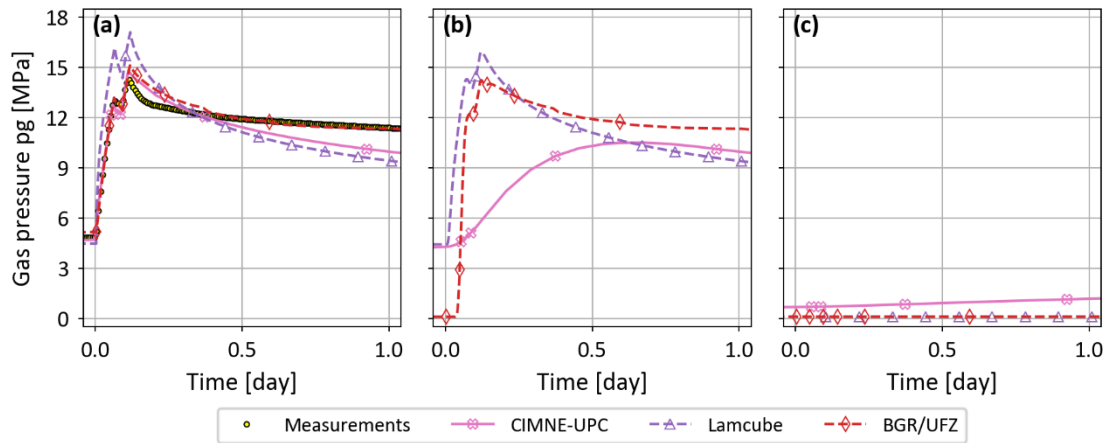 (a) (b) (c)
18
15
12
9
6
3
0
Gas pressure pg [MPa]
0.0 0.5 1.0 0.0 0.5 1.0 0.0 0.5 1.0
Time [day] Time [day] Time [day]
Measurements CIMNE-UPC Lamcube BGR/UFZ